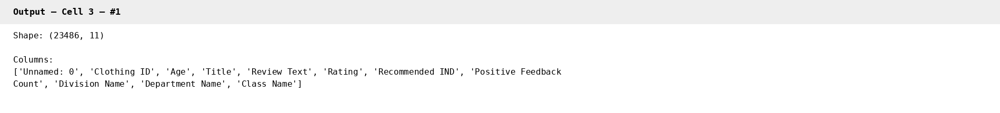 Output — Cell 3 — #1
Shape: (23486, 11)
Columns:
['Unnamed: 0', 'Clothing ID', 'Age', 'Title', 'Review Text', 'Rating', 'Recommended IND', 'Positive Feedback
Count', 'Division Name', 'Department Name', 'Class Name']